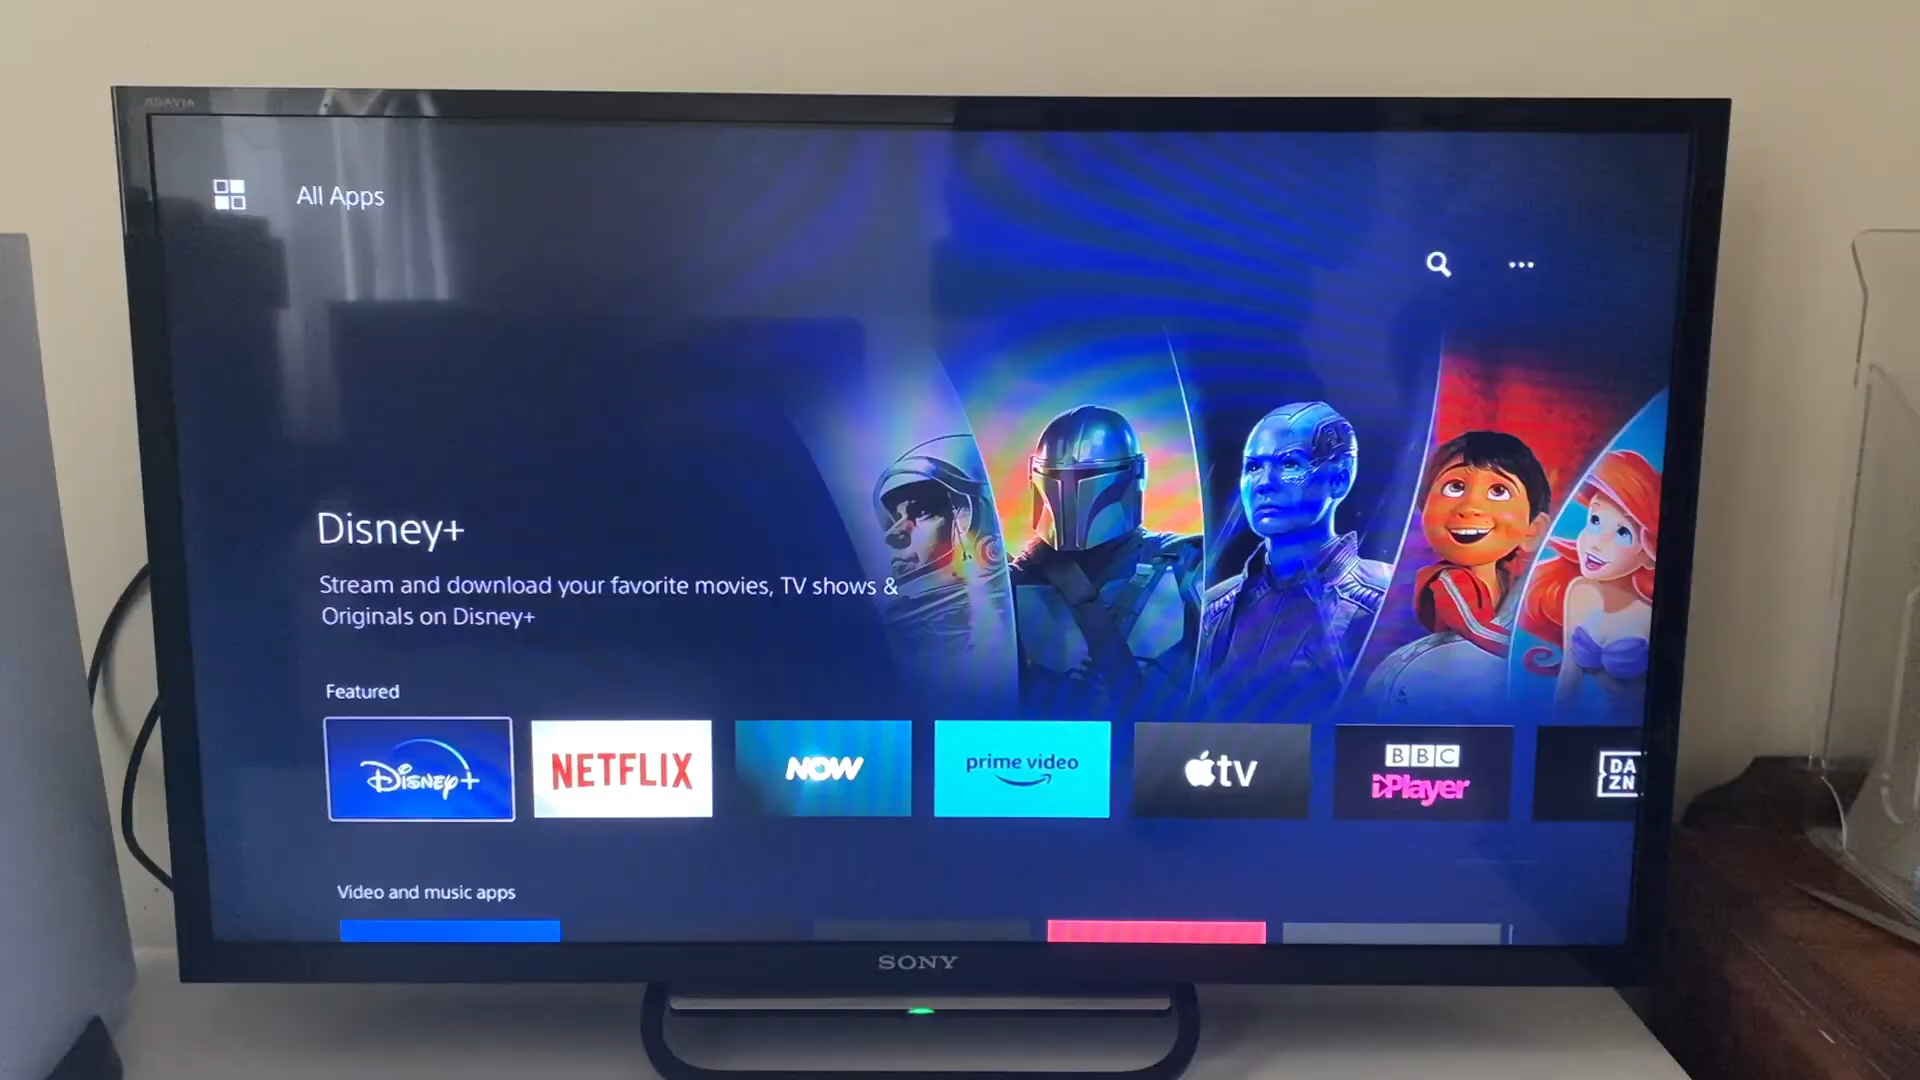 BRAVIA
All Apps
Disney+
Stream and download your favorite movies, TV shows &
Originals on Disney+
Featured
Disney+
NETFLIX
NOW
prime video
tv
BBC
iPlayer
DA
ZN
Video and music apps
SONY